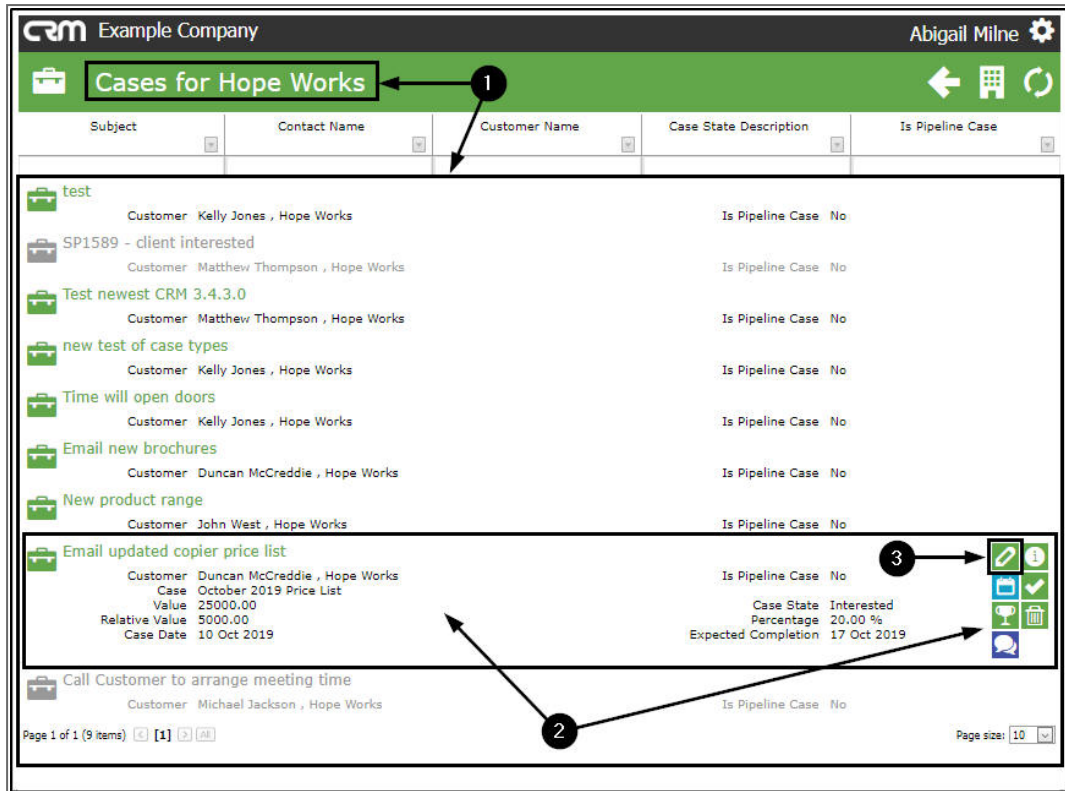 CRM Example Company Abigail Milne
Cases for Hope Works
1
Subject Contact Name Customer Name Case State Description Is Pipeline Case
test
Customer Kelly Jones , Hope Works Is Pipeline Case No
SP1589 - client interested
Customer Matthew Thompson , Hope Works Is Pipeline Case No
Test newest CRM 3.4.3.0
Customer Matthew Thompson , Hope Works Is Pipeline Case No
new test of case types
Customer Kelly Jones , Hope Works Is Pipeline Case No
Time will open doors
Customer Kelly Jones , Hope Works Is Pipeline Case No
Email new brochures
Customer Duncan McCreddie , Hope Works Is Pipeline Case No
New product range
Customer John West , Hope Works Is Pipeline Case No
Email updated copier price list
3
Customer Duncan McCreddie , Hope Works Is Pipeline Case No
Case October 2019 Price List
Value 25000.00 Case State Interested
Relative Value 5000.00 Percentage 20.00 %
Case Date 10 Oct 2019 Expected Completion 17 Oct 2019
Call Customer to arrange meeting time
Customer Michael Jackson , Hope Works Is Pipeline Case No
2
Page 1 of 1 (9 items) < [1] > All Page size: 10